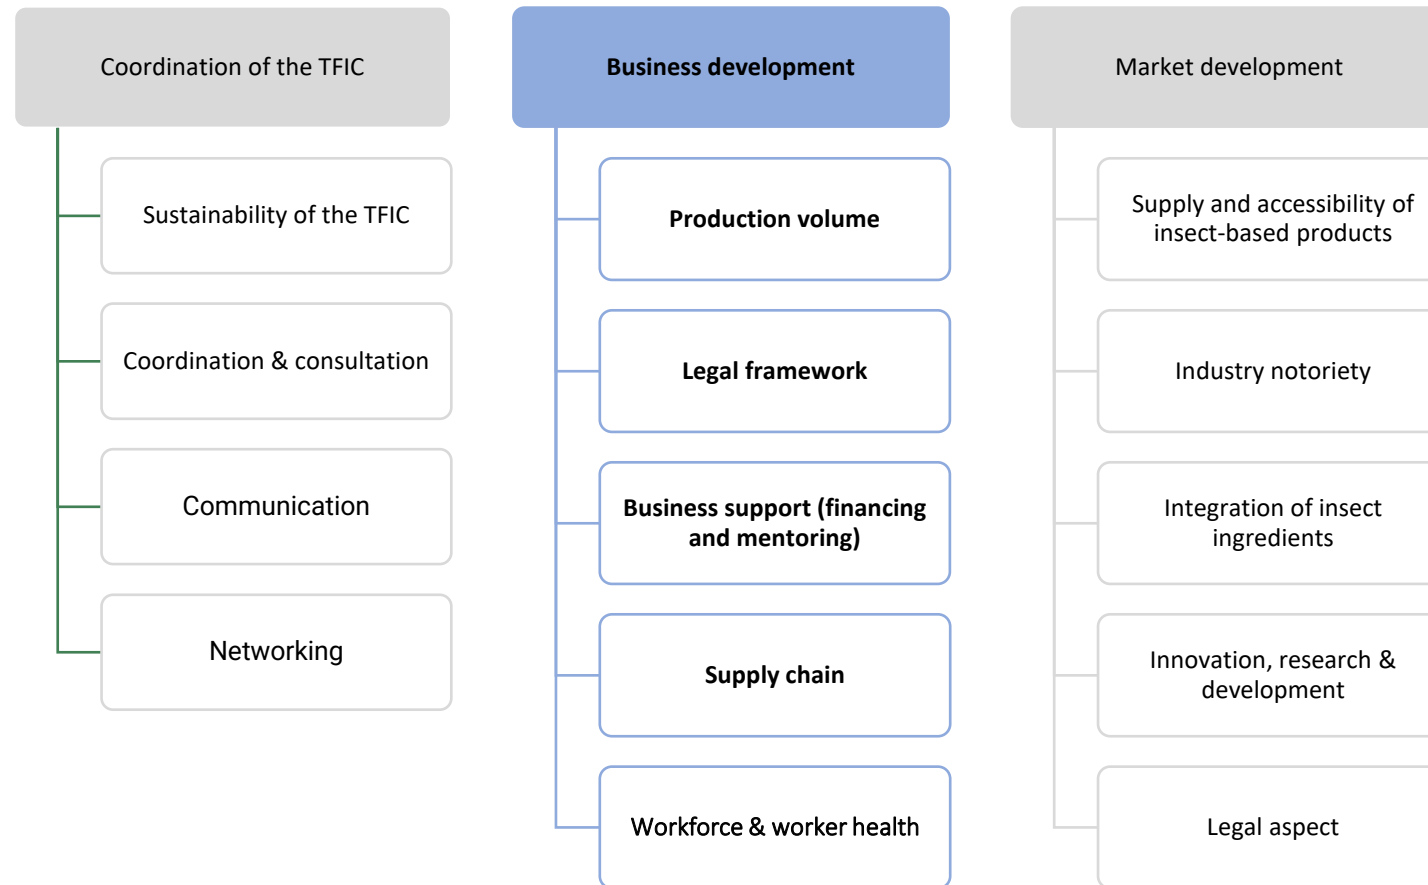 Coordination of the TFIC
Sustainability of the TFIC
Coordination & consultation
Communication
Networking
Business development
Production volume
Legal framework
Business support (financing
and mentoring)
Supply chain
Workforce & worker health
Market development
Supply and accessibility of
insect-based products
Industry notoriety
Integration of insect
ingredients
Innovation, research &
development
Legal aspect